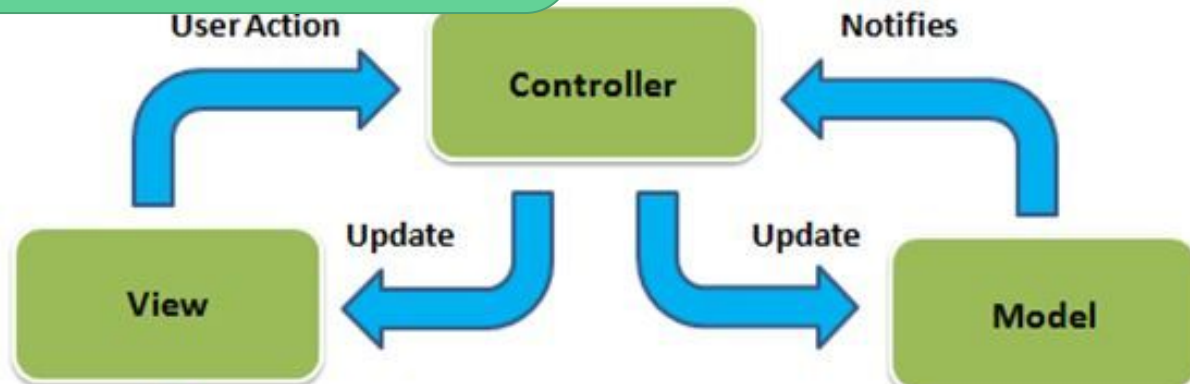 User Action
Notifies
Controller
Update
Update
View
Model